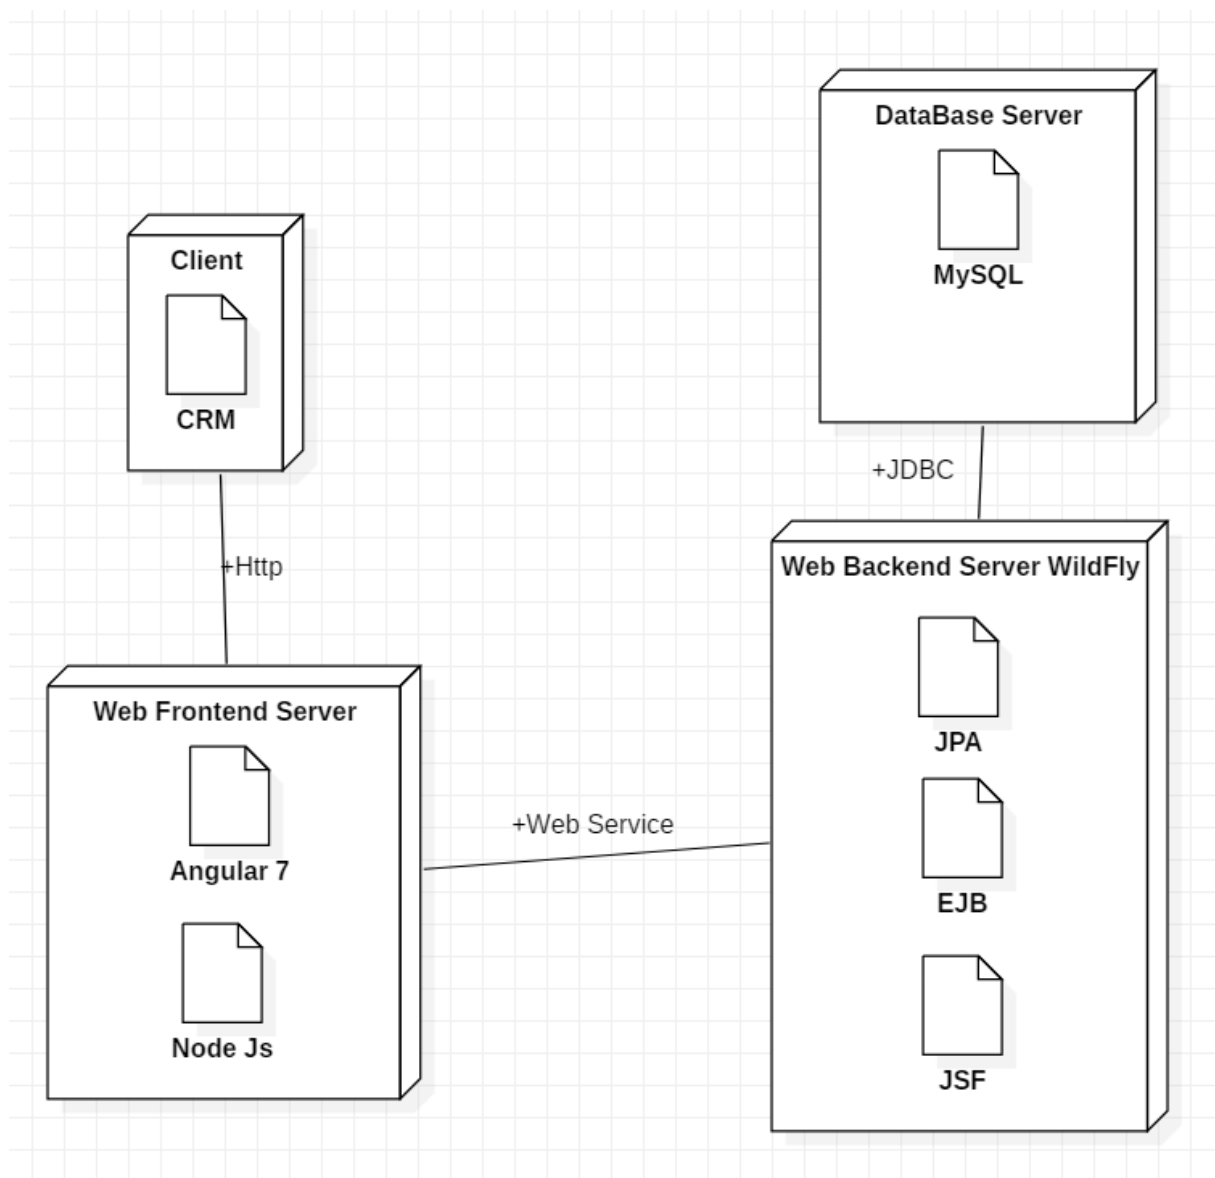 DataBase Server
MySQL
Client
CRM
+JDBC
+Http
Web Backend Server WildFly
JPA
Web Frontend Server
Angular 7
+Web Service
EJB
Node Js
JSF